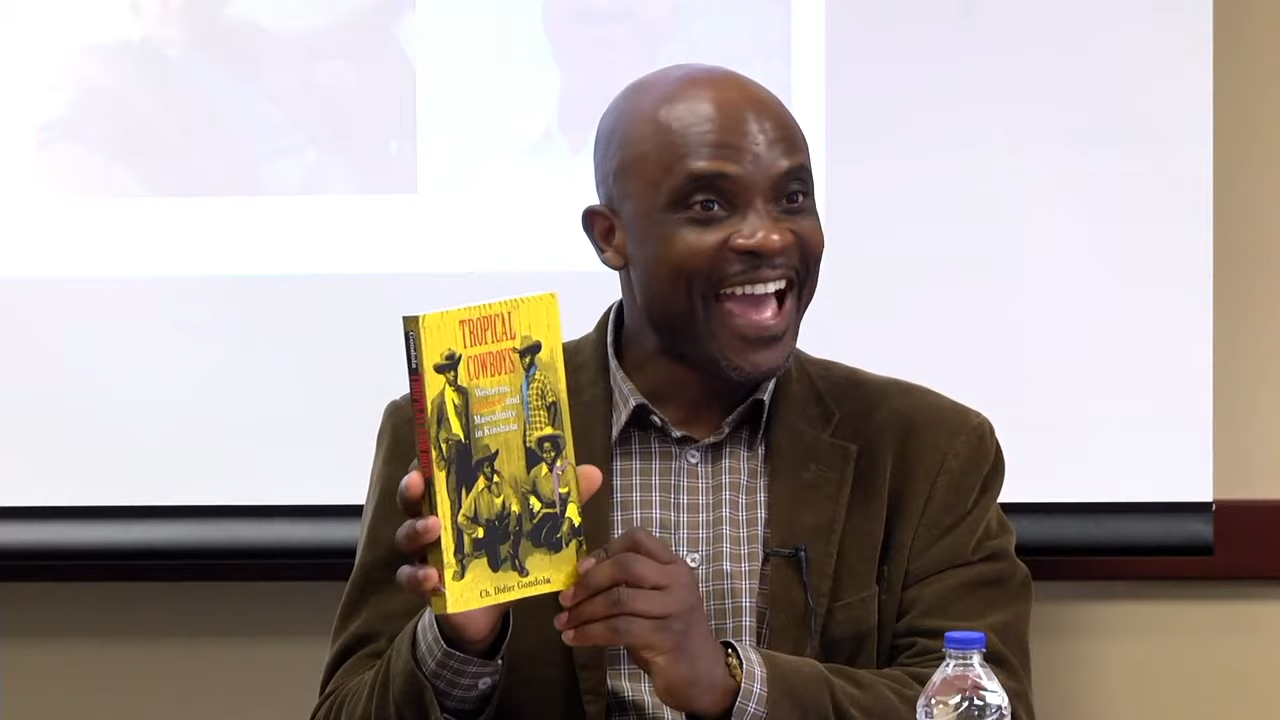 TROPICAL
COWBOYS
Westerns,
and
Masculinity
in Kinshasa
Ch. Didier Gondola
Gondola